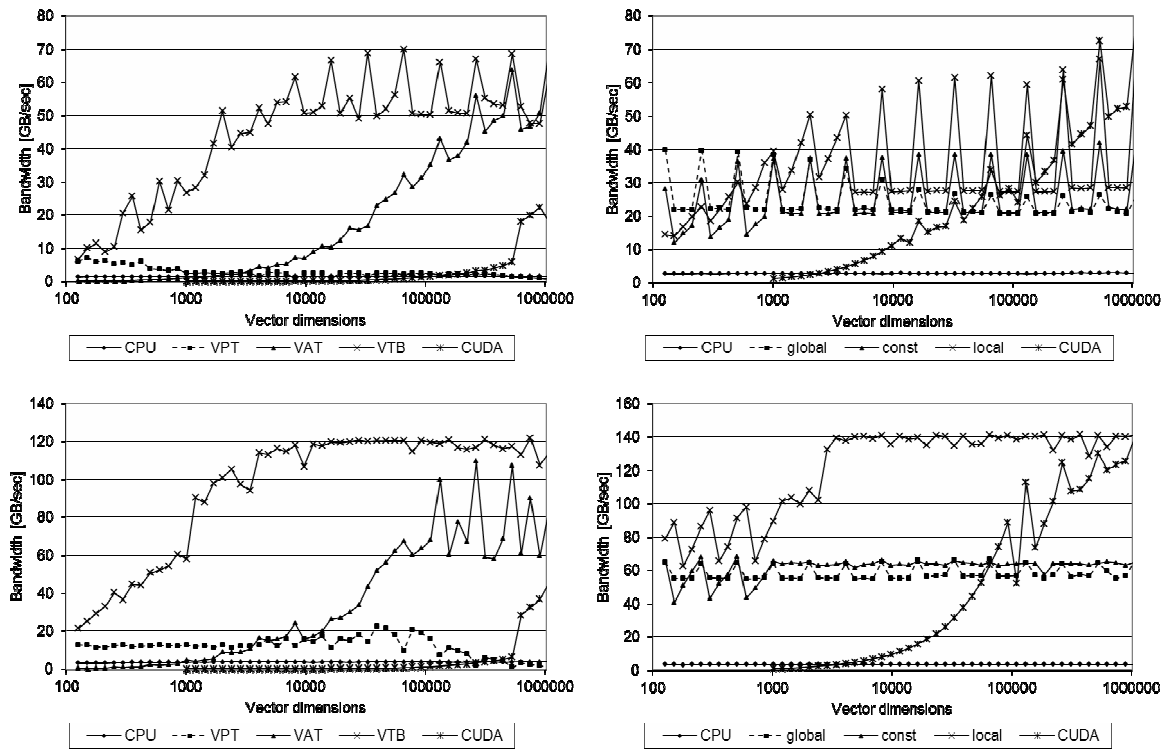 80
70
60
50
40
30
20
10
0
Bandwidth [GB/sec]
100 1000 10000 100000 1000000
Vector dimensions
CPU VPT VAT VTB CUDA
80
70
60
50
40
30
20
10
0
Bandwidth [GB/sec]
100 1000 10000 100000 1000000
Vector dimensions
CPU global const local CUDA
140
120
100
80
60
40
20
0
Bandwidth [GB/sec]
100 1000 10000 100000 1000000
Vector dimensions
CPU VPT VAT VTB CUDA
160
140
120
100
80
60
40
20
0
Bandwidth [GB/sec]
100 1000 10000 100000 1000000
Vector dimensions
CPU global const local CUDA